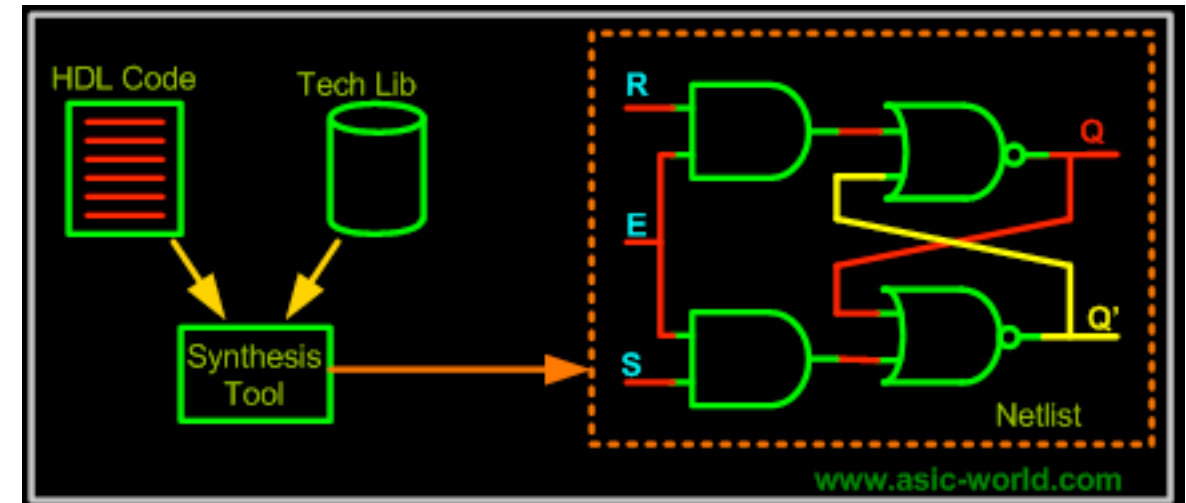 HDL Code
Tech Lib
Synthesis
Tool
R
E
S
Q
Q'
Netlist
www.asic-world.com